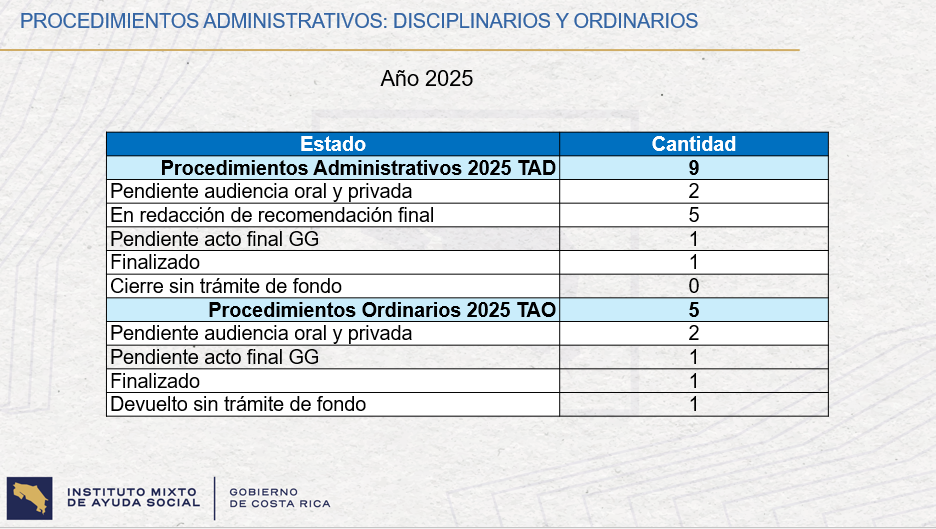 PROCEDIMIENTOS ADMINISTRATIVOS: DISCIPLINARIOS Y ORDINARIOS
Año 2025
Estado Cantidad
Procedimientos Administrativos 2025 TAD 9
Pendiente audiencia oral y privada 2
En redacción de recomendación final 5
Pendiente acto final GG 1
Finalizado 1
Cierre sin trámite de fondo 0
Procedimientos Ordinarios 2025 TAO 5
Pendiente audiencia oral y privada 2
Pendiente acto final GG 1
Finalizado 1
Devuelto sin trámite de fondo 1
INSTITUTO MIXTO
DE AYUDA SOCIAL
GOBIERNO
DE COSTA RICA